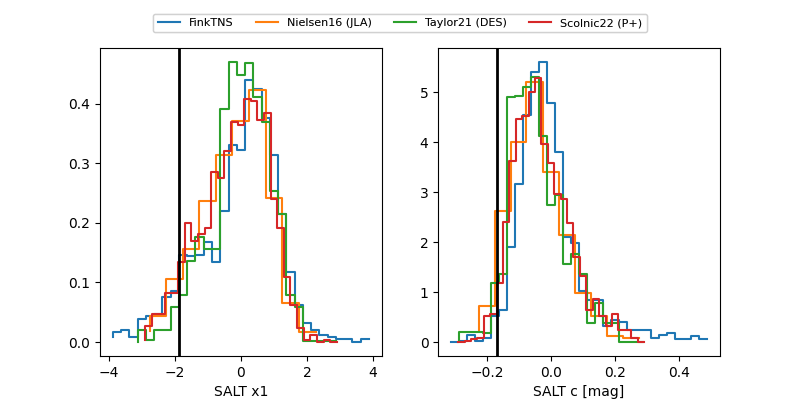 FinkTNS Nielsen16 (JLA) Taylor21 (DES) Scolnic22 (P+)
0.4
0.3
0.2
0.1
0.0
−4 −2 0 2 4
SALT x1
5
4
3
2
1
0
−0.2 0.0 0.2 0.4
SALT c [mag]